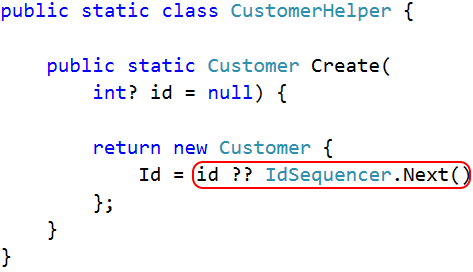 public static class CustomerHelper {
public static Customer Create(
int? id = null) {
return new Customer {
Id = id ?? IdSequencer.Next()
};
}
}